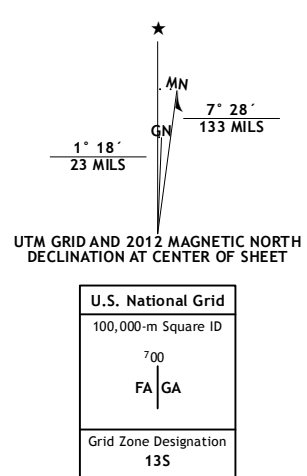 ★
MN
GN
7° 28´
133 MILS
1° 18´
23 MILS
UTM GRID AND 2012 MAGNETIC NORTH
DECLINATION AT CENTER OF SHEET
U.S. National Grid
100,000-m Square ID
⁷00
FA GA
Grid Zone Designation
13S